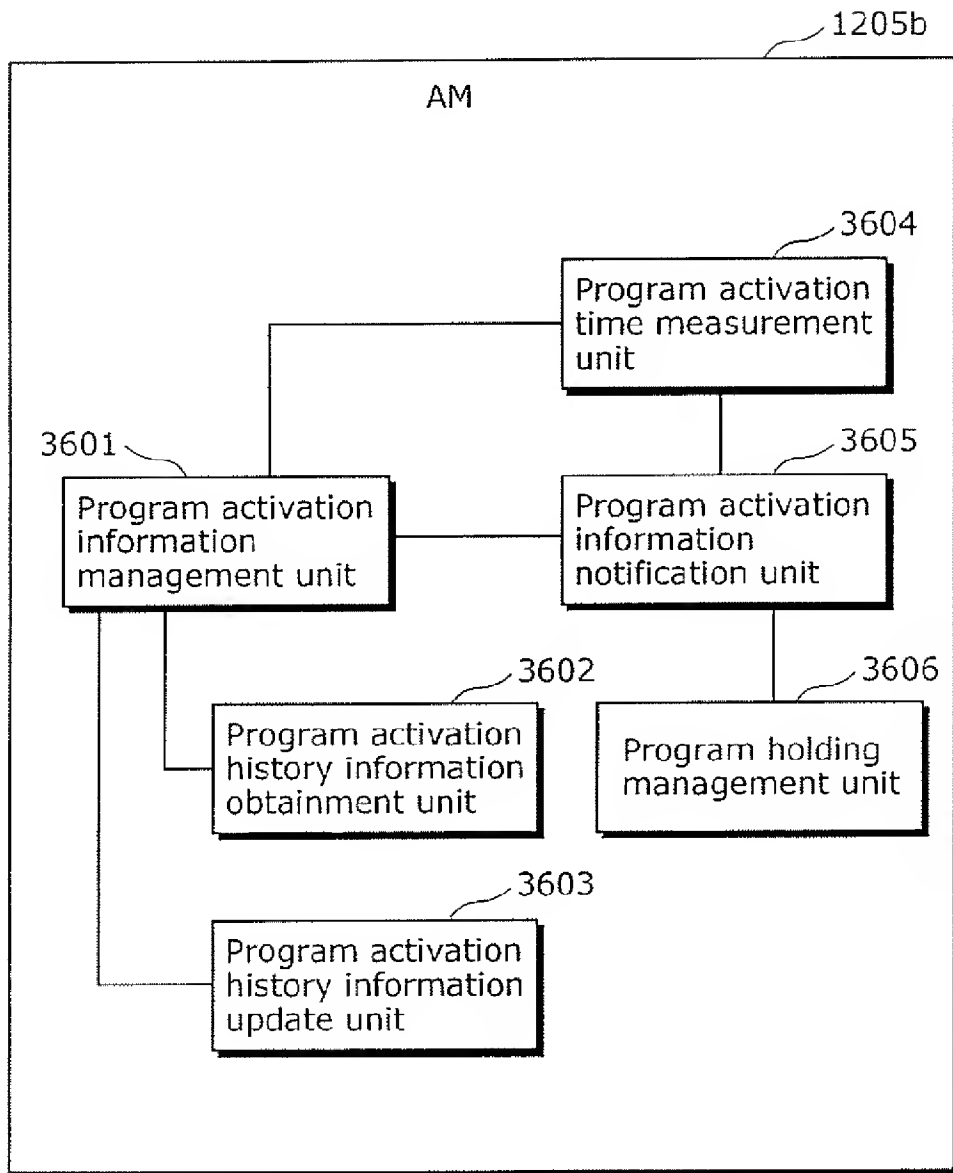 1205b
AM
3604
Program activation
time measurement
unit
3601
Program activation
information
management unit
3605
Program activation
information
notification unit
3602
Program activation
history information
obtainment unit
3606
Program holding
management unit
3603
Program activation
history information
update unit